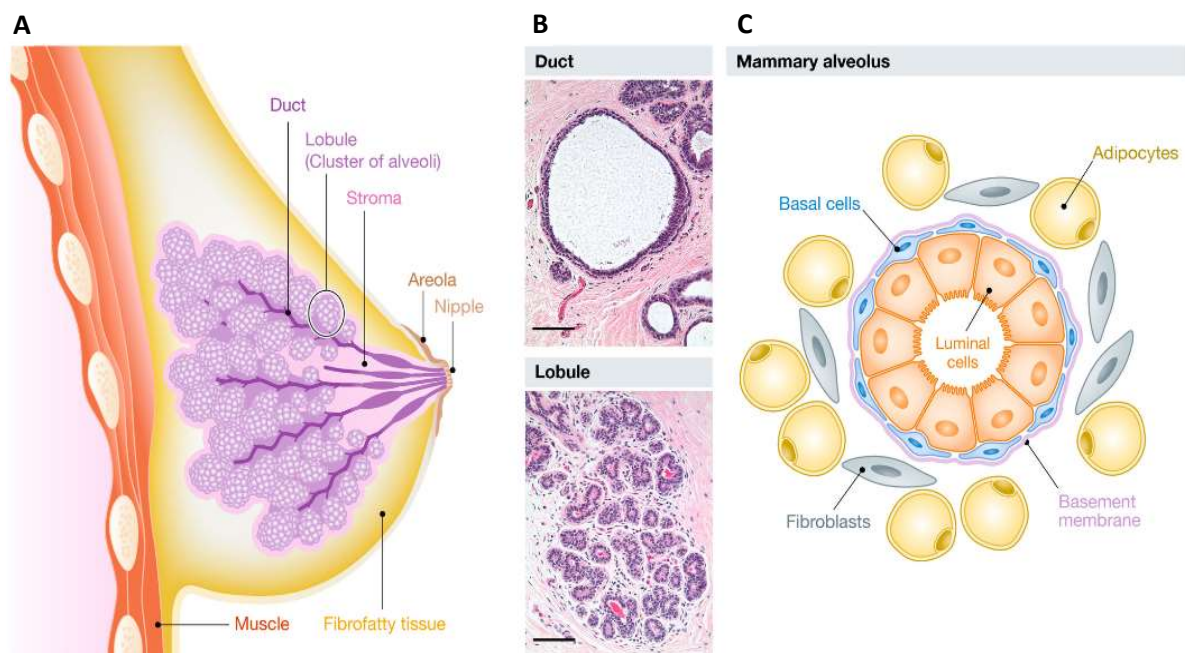 A
Duct
Lobule
(Cluster of alveoli)
Stroma
Areola
Nipple
Muscle
Fibrofatty tissue
B
Duct
Lobule
C
Mammary alveolus
Adipocytes
Basal cells
Luminal
cells
Fibroblasts
Basement
membrane